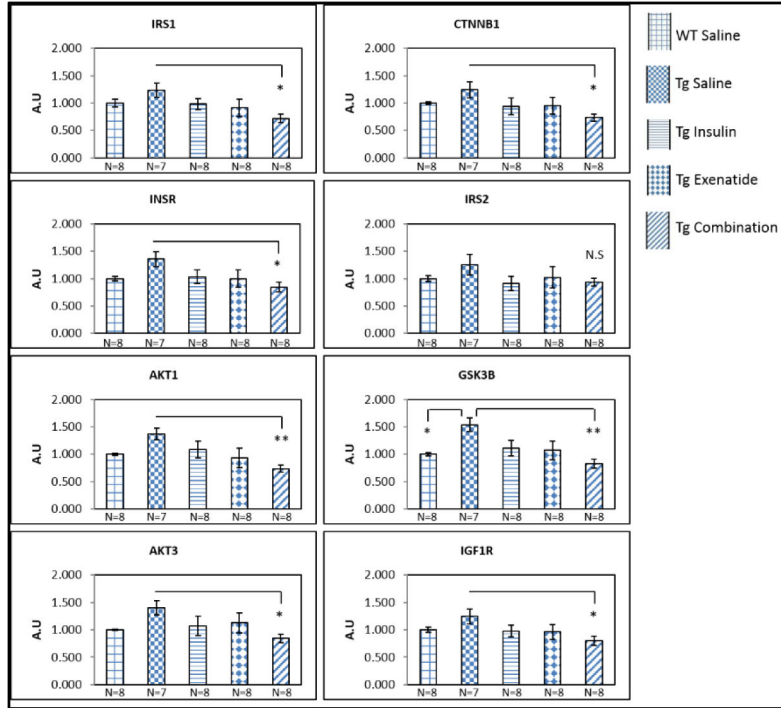 IRS1
A.U
2.000
1.500
1.000
0.500
0.000
*
N=8 N=7 N=8 N=8 N=8
CTNNB1
A.U
2.000
1.500
1.000
0.500
0.000
*
N=8 N=7 N=8 N=8 N=8
INSR
A.U
2.000
1.500
1.000
0.500
0.000
*
N=8 N=7 N=8 N=8 N=8
IRS2
A.U
2.000
1.500
1.000
0.500
0.000
N.S
N=8 N=7 N=8 N=8 N=8
AKT1
A.U
2.000
1.500
1.000
0.500
0.000
**
N=8 N=7 N=8 N=8 N=8
GSK3B
A.U
2.000
1.500
1.000
0.500
0.000
* **
N=8 N=7 N=8 N=8 N=8
AKT3
A.U
2.000
1.500
1.000
0.500
0.000
*
N=8 N=7 N=8 N=8 N=8
IGF1R
A.U
2.000
1.500
1.000
0.500
0.000
*
N=8 N=7 N=8 N=8 N=8
WT Saline
Tg Saline
Tg Insulin
Tg Exenatide
Tg Combination